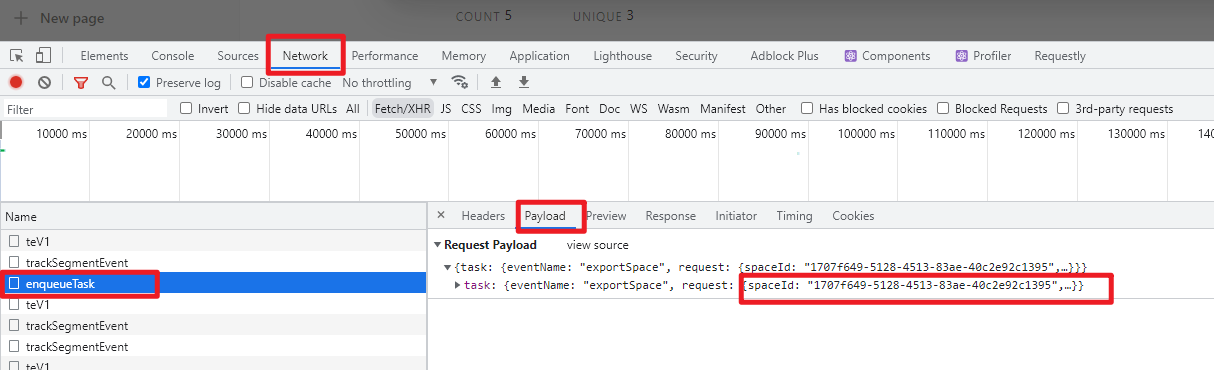 New page
COUNT 5 UNIQUE 3
Elements Console Sources Network Performance Memory Application Lighthouse Security Adblock Plus Components Profiler Requestly
Preserve log Disable cache No throttling
Filter Invert Hide data URLs All Fetch/XHR JS CSS Img Media Font Doc WS Wasm Manifest Other Has blocked cookies Blocked Requests 3rd-party requests
10000 ms 20000 ms 30000 ms 40000 ms 50000 ms 60000 ms 70000 ms 80000 ms 90000 ms 100000 ms 110000 ms 120000 ms 130000 ms 140
Name
teV1
trackSegmentEvent
enqueueTask
teV1
trackSegmentEvent
trackSegmentEvent
teV1
× Headers Payload Preview Response Initiator Timing Cookies
Request Payload view source
{task: {eventName: "exportSpace", request: {spaceId: "1707f649-5128-4513-83ae-40c2e92c1395",…}}}
task: {eventName: "exportSpace", request: {spaceId: "1707f649-5128-4513-83ae-40c2e92c1395",…}}